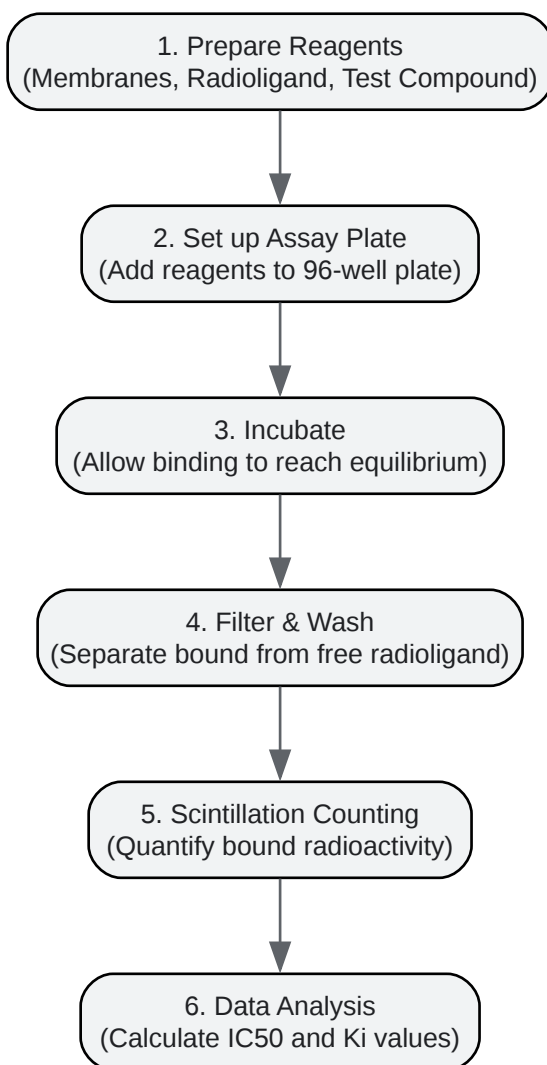 1. Prepare Reagents
(Membranes, Radioligand, Test Compound)
2. Set up Assay Plate
(Add reagents to 96-well plate)
3. Incubate
(Allow binding to reach equilibrium)
4. Filter & Wash
(Separate bound from free radioligand)
5. Scintillation Counting
(Quantify bound radioactivity)
6. Data Analysis
(Calculate IC50 and Ki values)